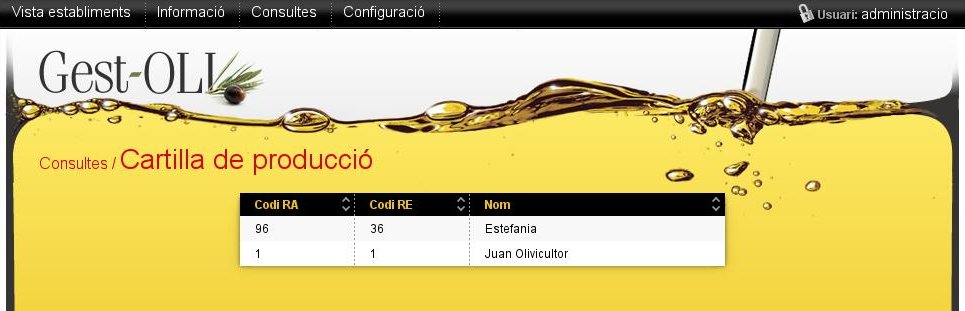 Vista establiments Informació Consultes Configuració Usuari: administracio
Gest-OLI
Consultes / Cartilla de producció
Codi RA Codi RE Nom
96 36 Estefania
1 1 Juan Olivicultor